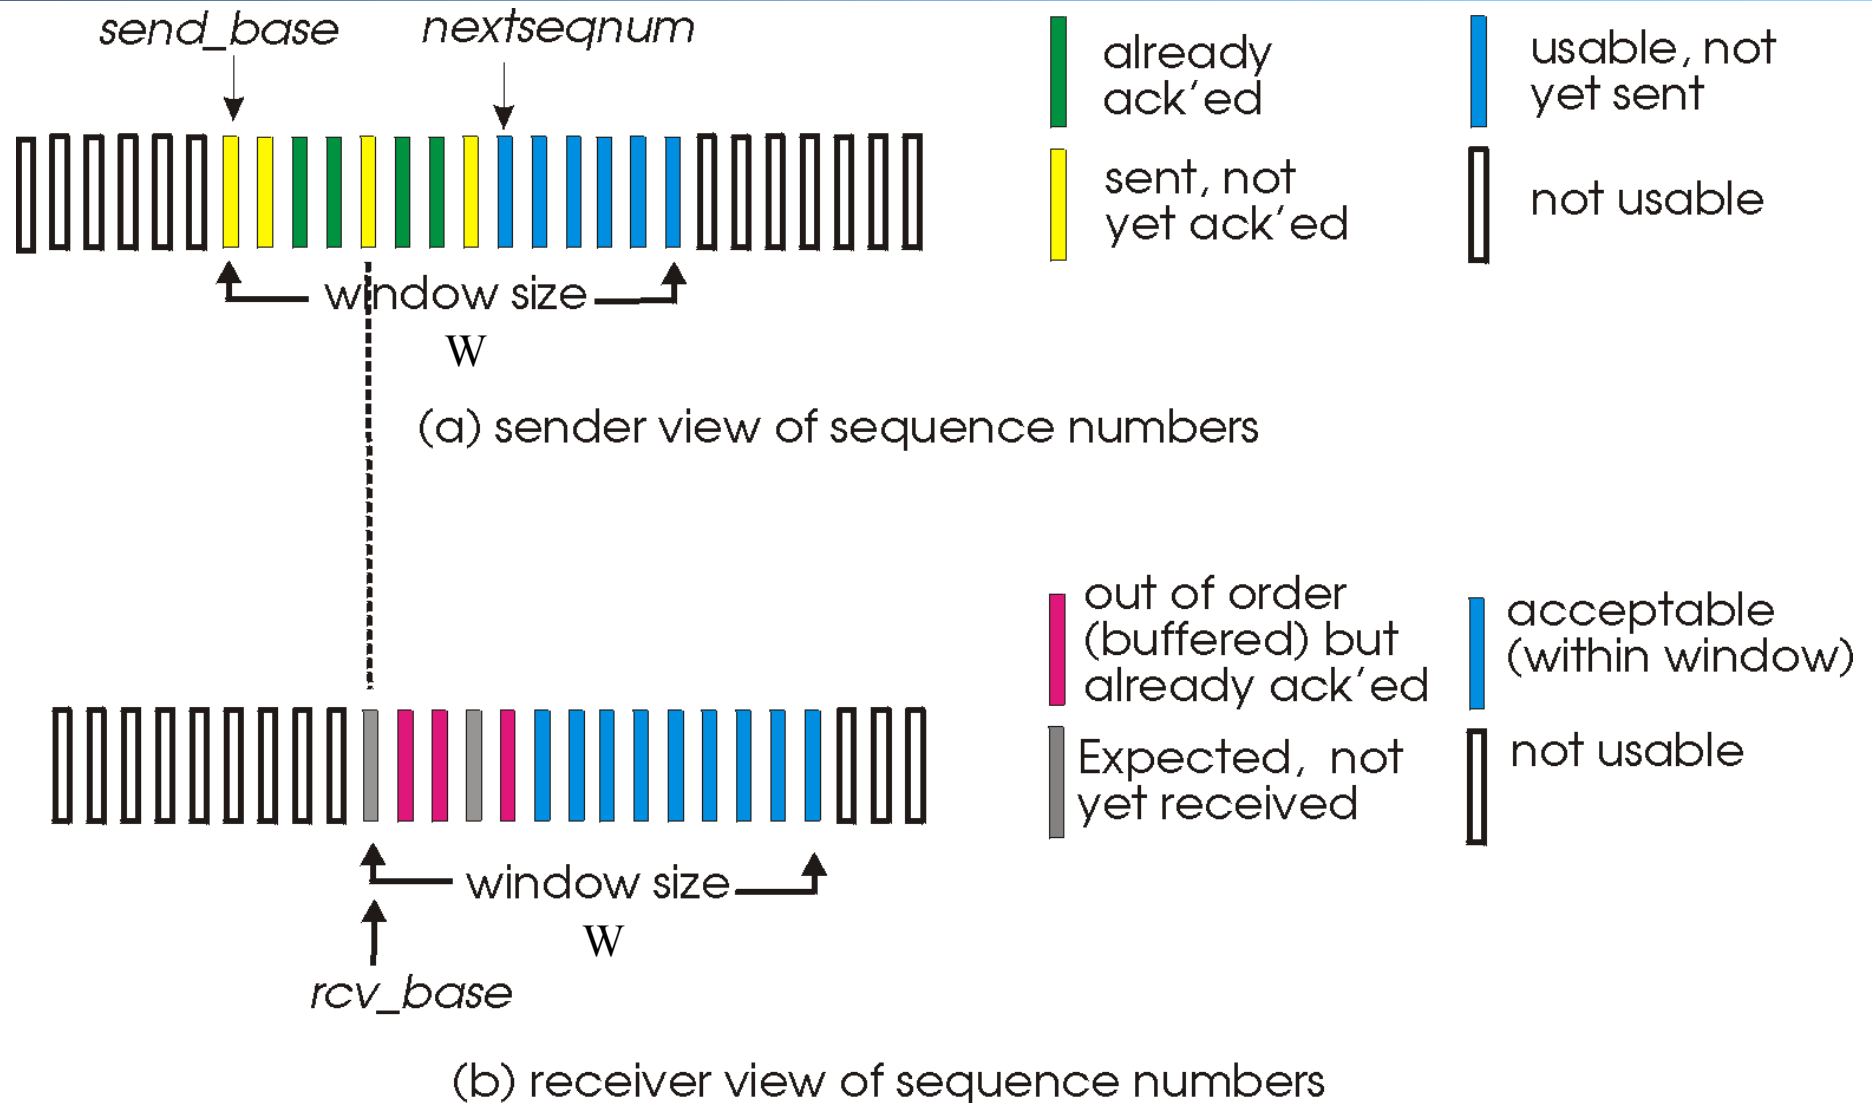 send_base
nextseqnum
already
ack'ed
usable, not
yet sent
sent, not
yet ack'ed
not usable
window size
W
(a) sender view of sequence numbers
out of order
(buffered) but
already ack'ed
acceptable
(within window)
Expected, not
yet received
not usable
window size
W
rcv_base
(b) receiver view of sequence numbers